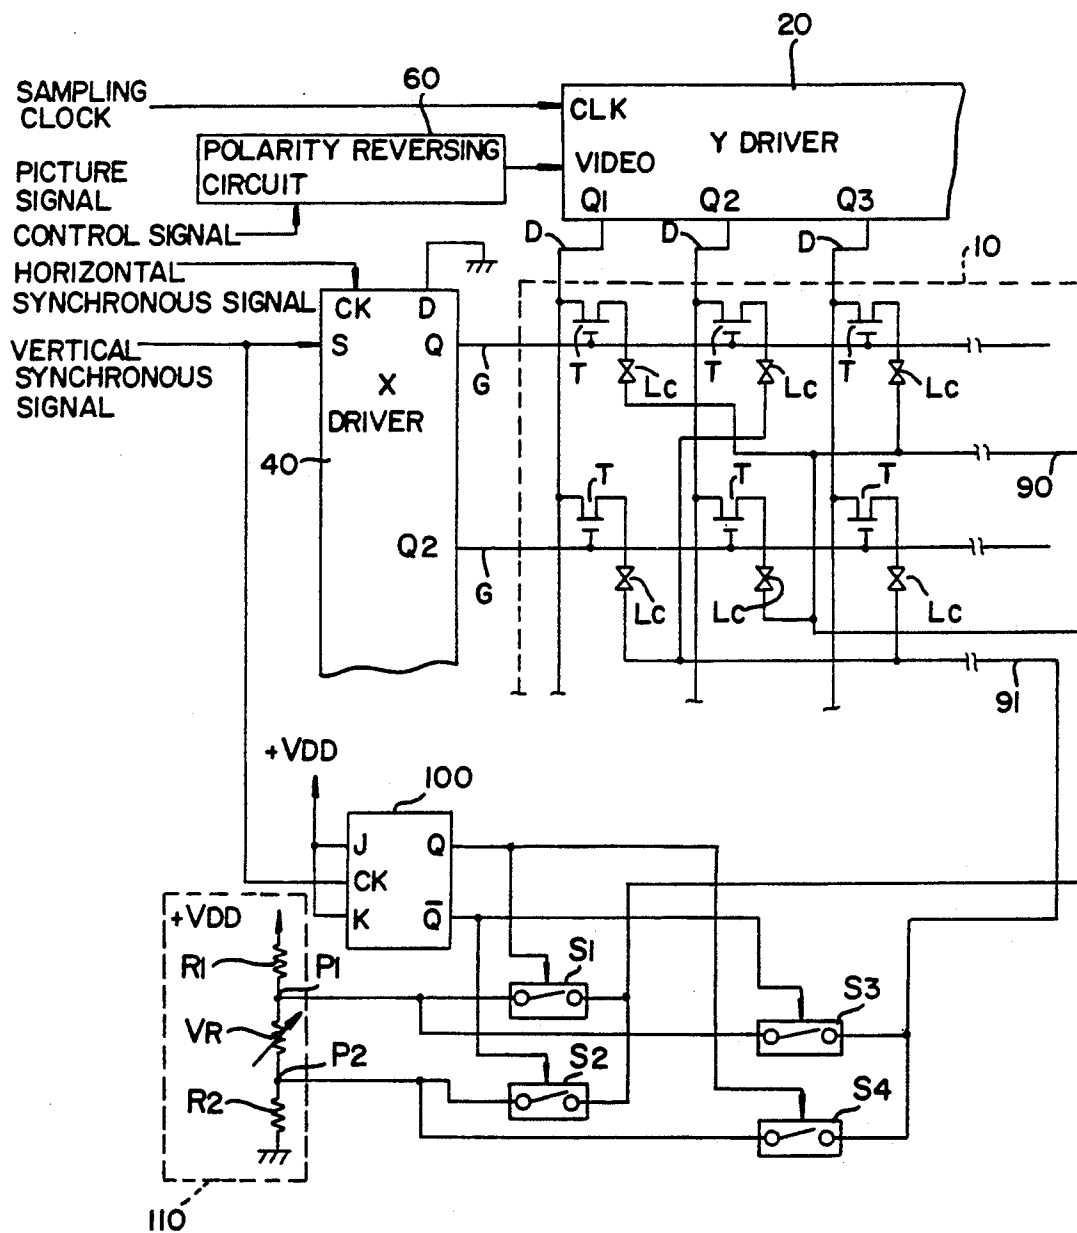 20
60
SAMPLING
CLOCK
CLK
Y DRIVER
POLARITY REVERSING
CIRCUIT
VIDEO
PICTURE
SIGNAL
Q1 Q2 Q3
CONTROL SIGNAL
D D D
10
HORIZONTAL
SYNCHRONOUS SIGNAL
CK D
VERTICAL
SYNCHRONOUS
SIGNAL
S Q
G
T T T
LC LC LC
X
DRIVER
40
90
T T T
Q2
G
LC LC LC
91
+VDD
100
J Q
CK
K Q̅
+VDD
R1 P1
S1
VR
S3
P2
S2
R2
S4
110